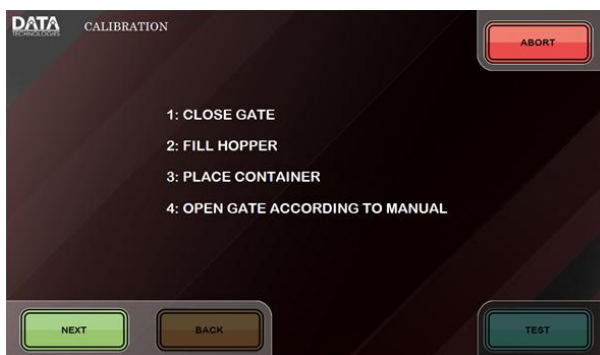 DATA
TECHNOLOGIES
CALIBRATION
ABORT
1: CLOSE GATE
2: FILL HOPPER
3: PLACE CONTAINER
4: OPEN GATE ACCORDING TO MANUAL
NEXT
BACK
TEST